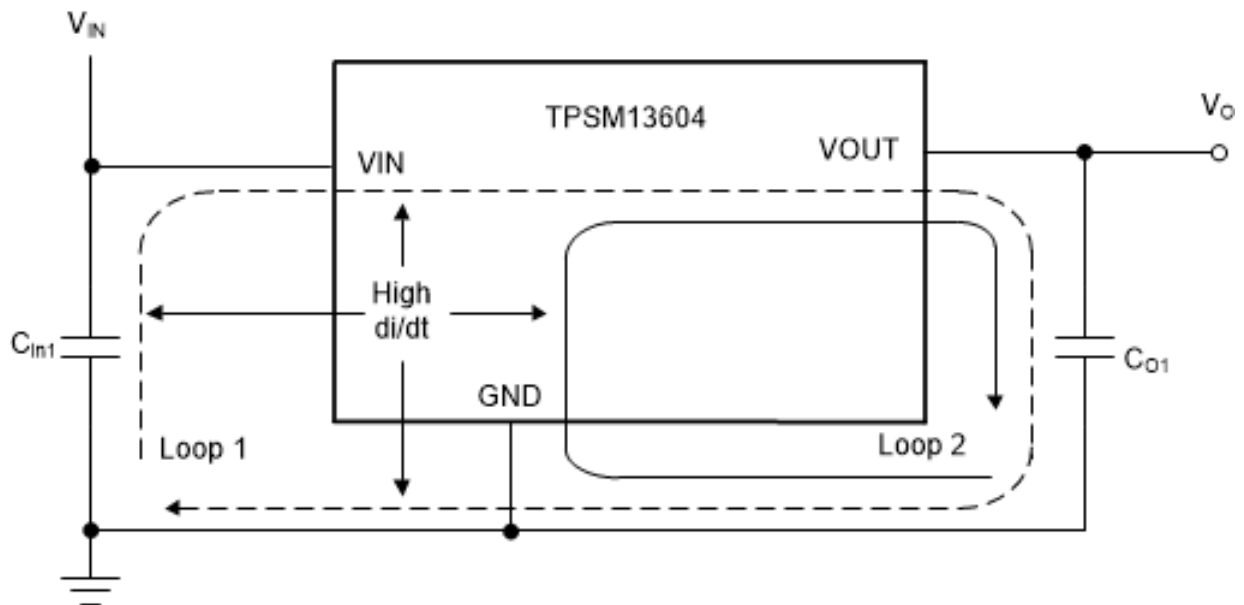 VIN
TPSM13604
VO
VIN
VOUT
High
di/dt
CIn1
CO1
GND
Loop 1
Loop 2